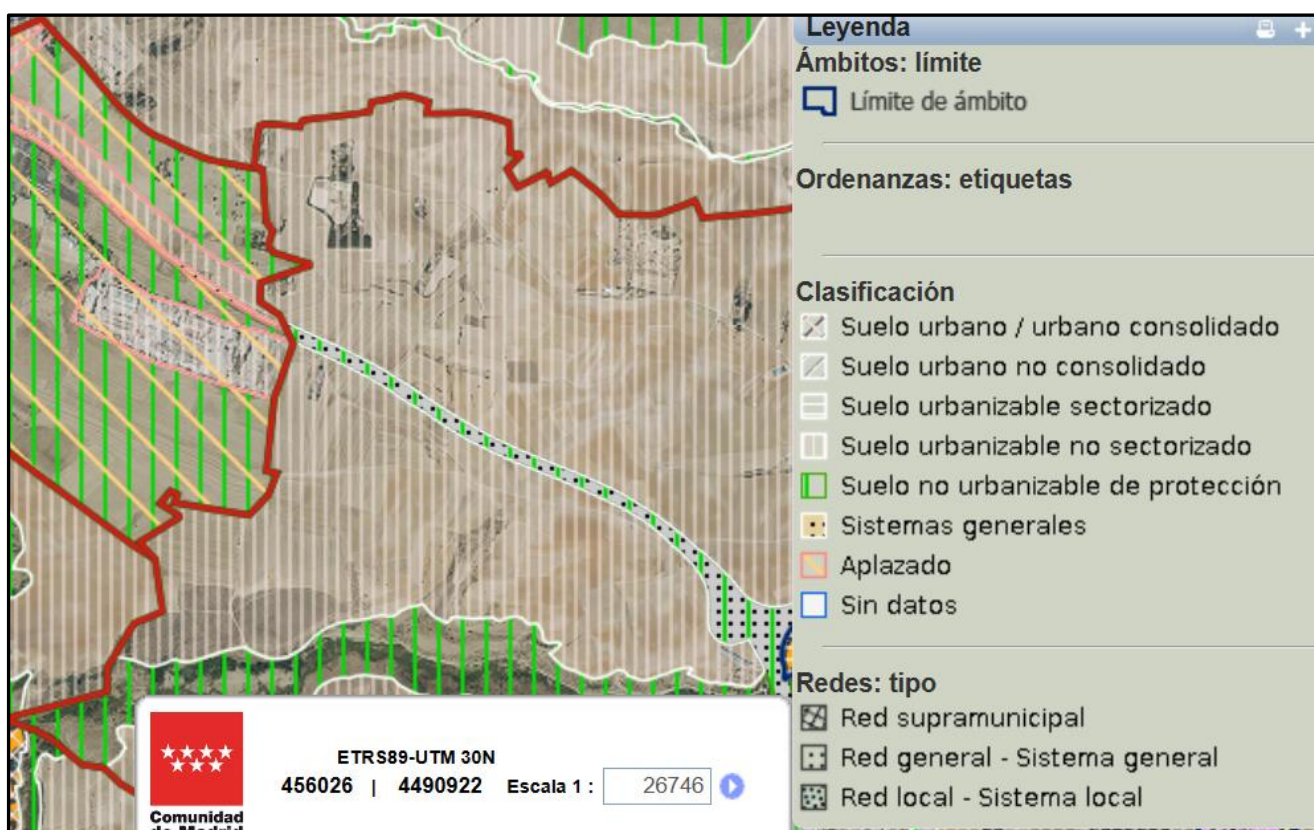 Leyenda
Ámbitos: límite
Límite de ámbito
Ordenanzas: etiquetas
Clasificación
Suelo urbano / urbano consolidado
Suelo urbano no consolidado
Suelo urbanizable sectorizado
Suelo urbanizable no sectorizado
Suelo no urbanizable de protección
Sistemas generales
Aplazado
Sin datos
Redes: tipo
Red supramunicipal
Red general - Sistema general
Red local - Sistema local
ETRS89-UTM 30N
456026 | 4490922 Escala 1 : 26746
Comunidad
de Madrid